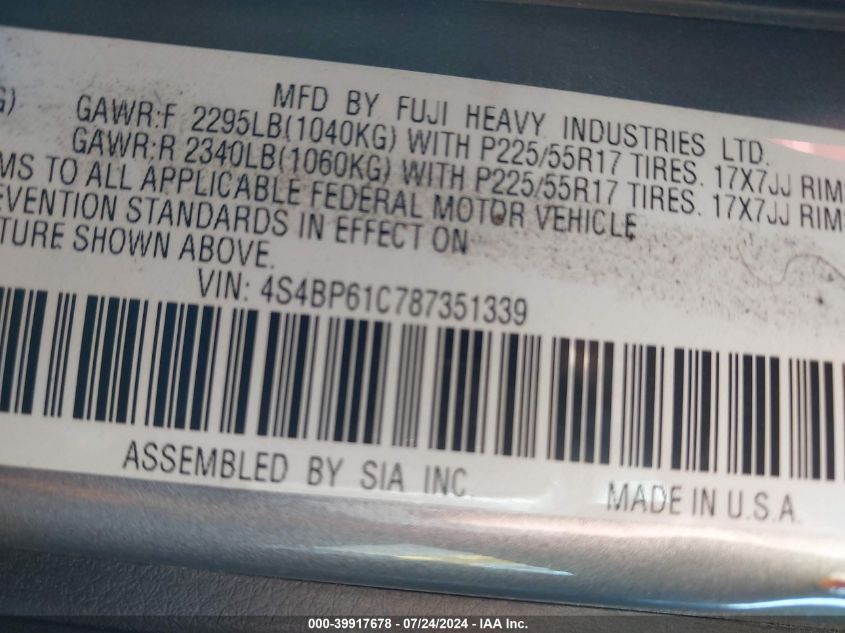 MFD BY FUJI HEAVY INDUSTRIES LTD.
G) GAWR:F 2295LB(1040KG) WITH P225/55R17 TIRES. 17X7JJ RIM
GAWR:R 2340LB(1060KG) WITH P225/55R17 TIRES. 17X7JJ RIM
MS TO ALL APPLICABLE FEDERAL MOTOR VEHICLE
EVENTION STANDARDS IN EFFECT ON
TURE SHOWN ABOVE.
VIN: 4S4BP61C787351339
ASSEMBLED BY SIA INC.
MADE IN U.S.A.
000-39917678 - 07/24/2024 - IAA Inc.